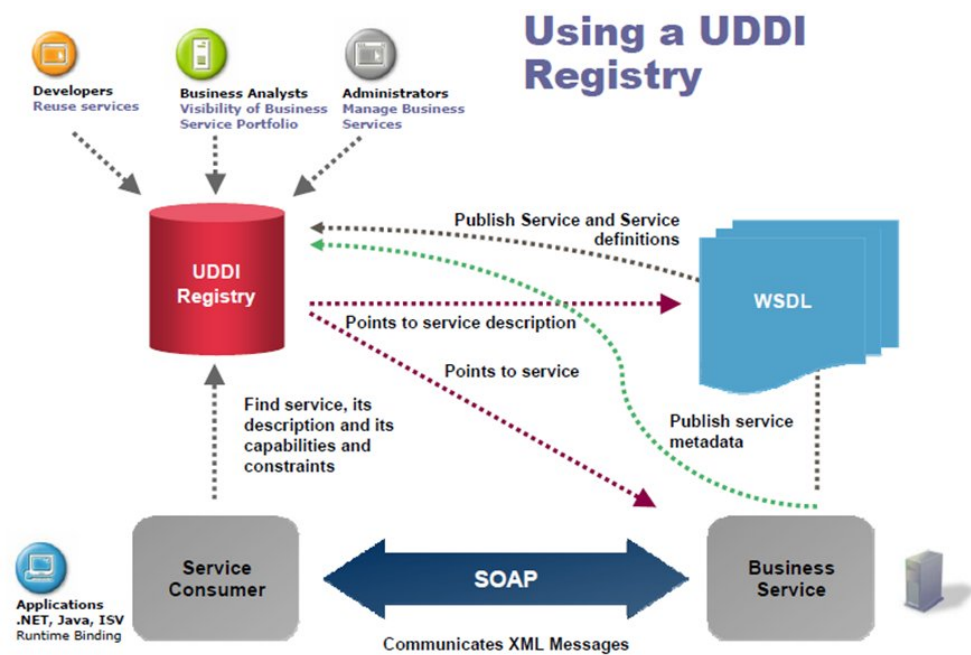 Using a UDDI
Registry
Developers
Reuse services
Business Analysts
Visibility of Business
Service Portfolio
Administrators
Manage Business
Services
Publish Service and Service
definitions
UDDI
Registry
WSDL
Points to service description
Points to service
Find service, its
description and its
capabilities and
constraints
Publish service
metadata
Service
Consumer
SOAP
Business
Service
Applications
.NET, Java, ISV
Runtime Binding
Communicates XML Messages